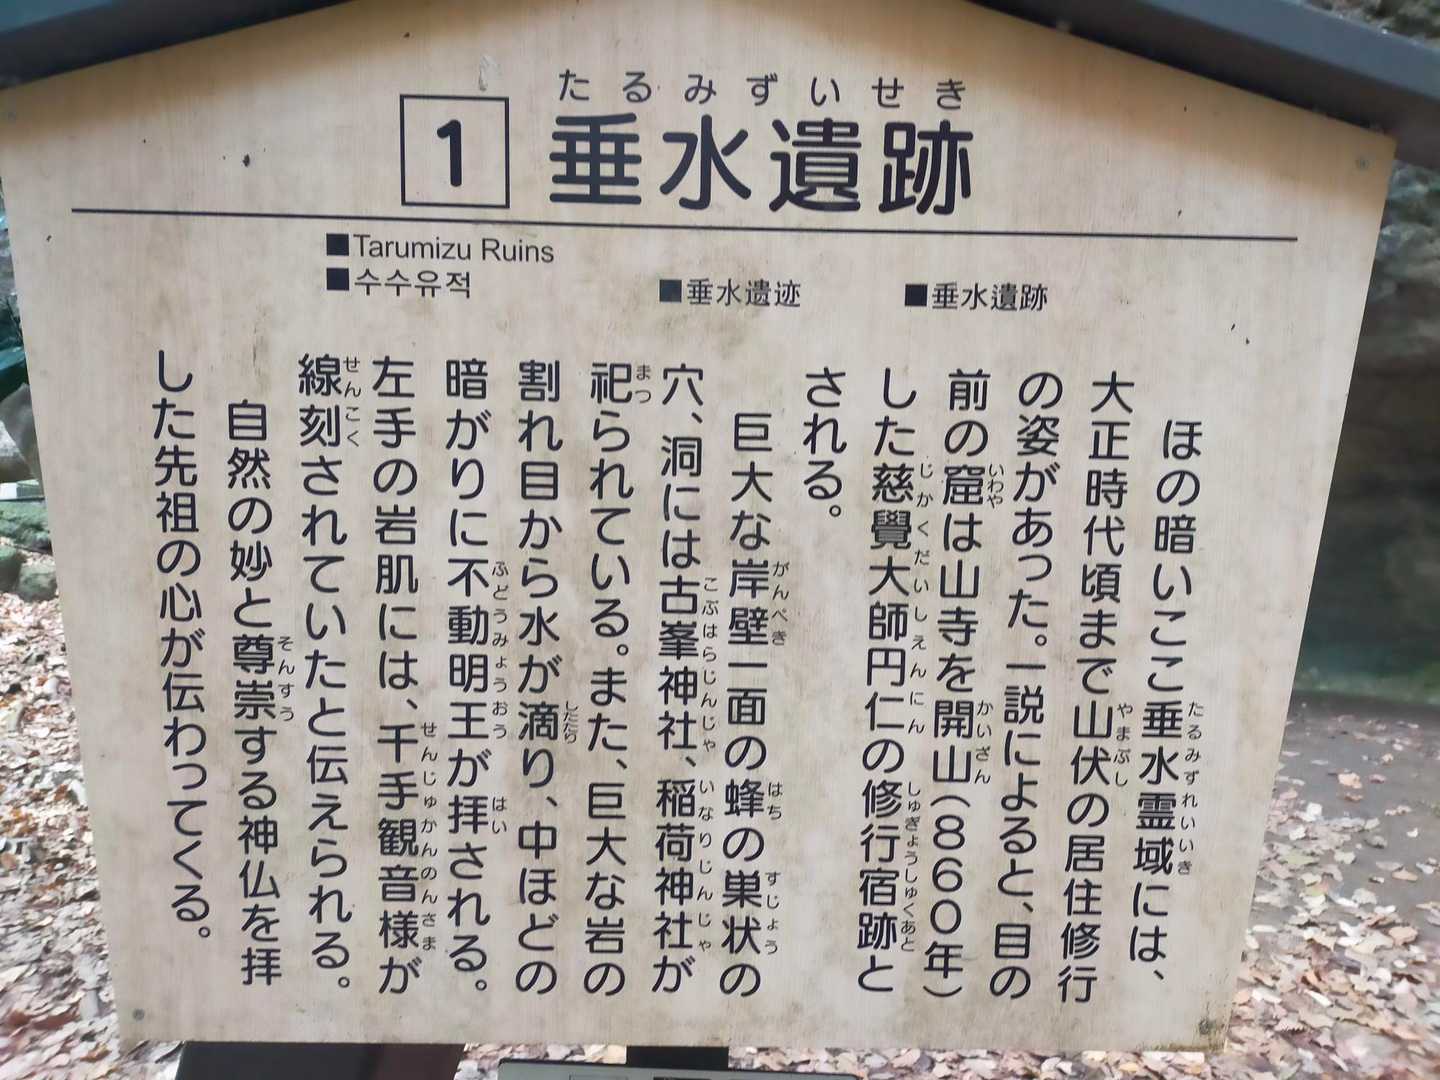 たるみずいせき
1 垂水遺跡
■Tarumizu Ruins
■수수유적
■垂水遗迹
■垂水遺跡
ほの暗いここ垂水霊域には、
大正時代頃まで山伏の居住修行
の姿があった。一説によると、目の
前の窟は山寺を開山(860年)
した慈覺大師円仁の修行宿跡と
される。
巨大な岸壁一面の蜂の巣状の
穴、洞には古峯神社、稲荷神社が
祀られている。また、巨大な岩の
割れ目から水が滴り、中ほどの
暗がりに不動明王が拝される。
左手の岩肌には、千手観音様が
線刻されていたと伝えられる。
自然の妙と尊崇する神仏を拝
した先祖の心が伝わってくる。